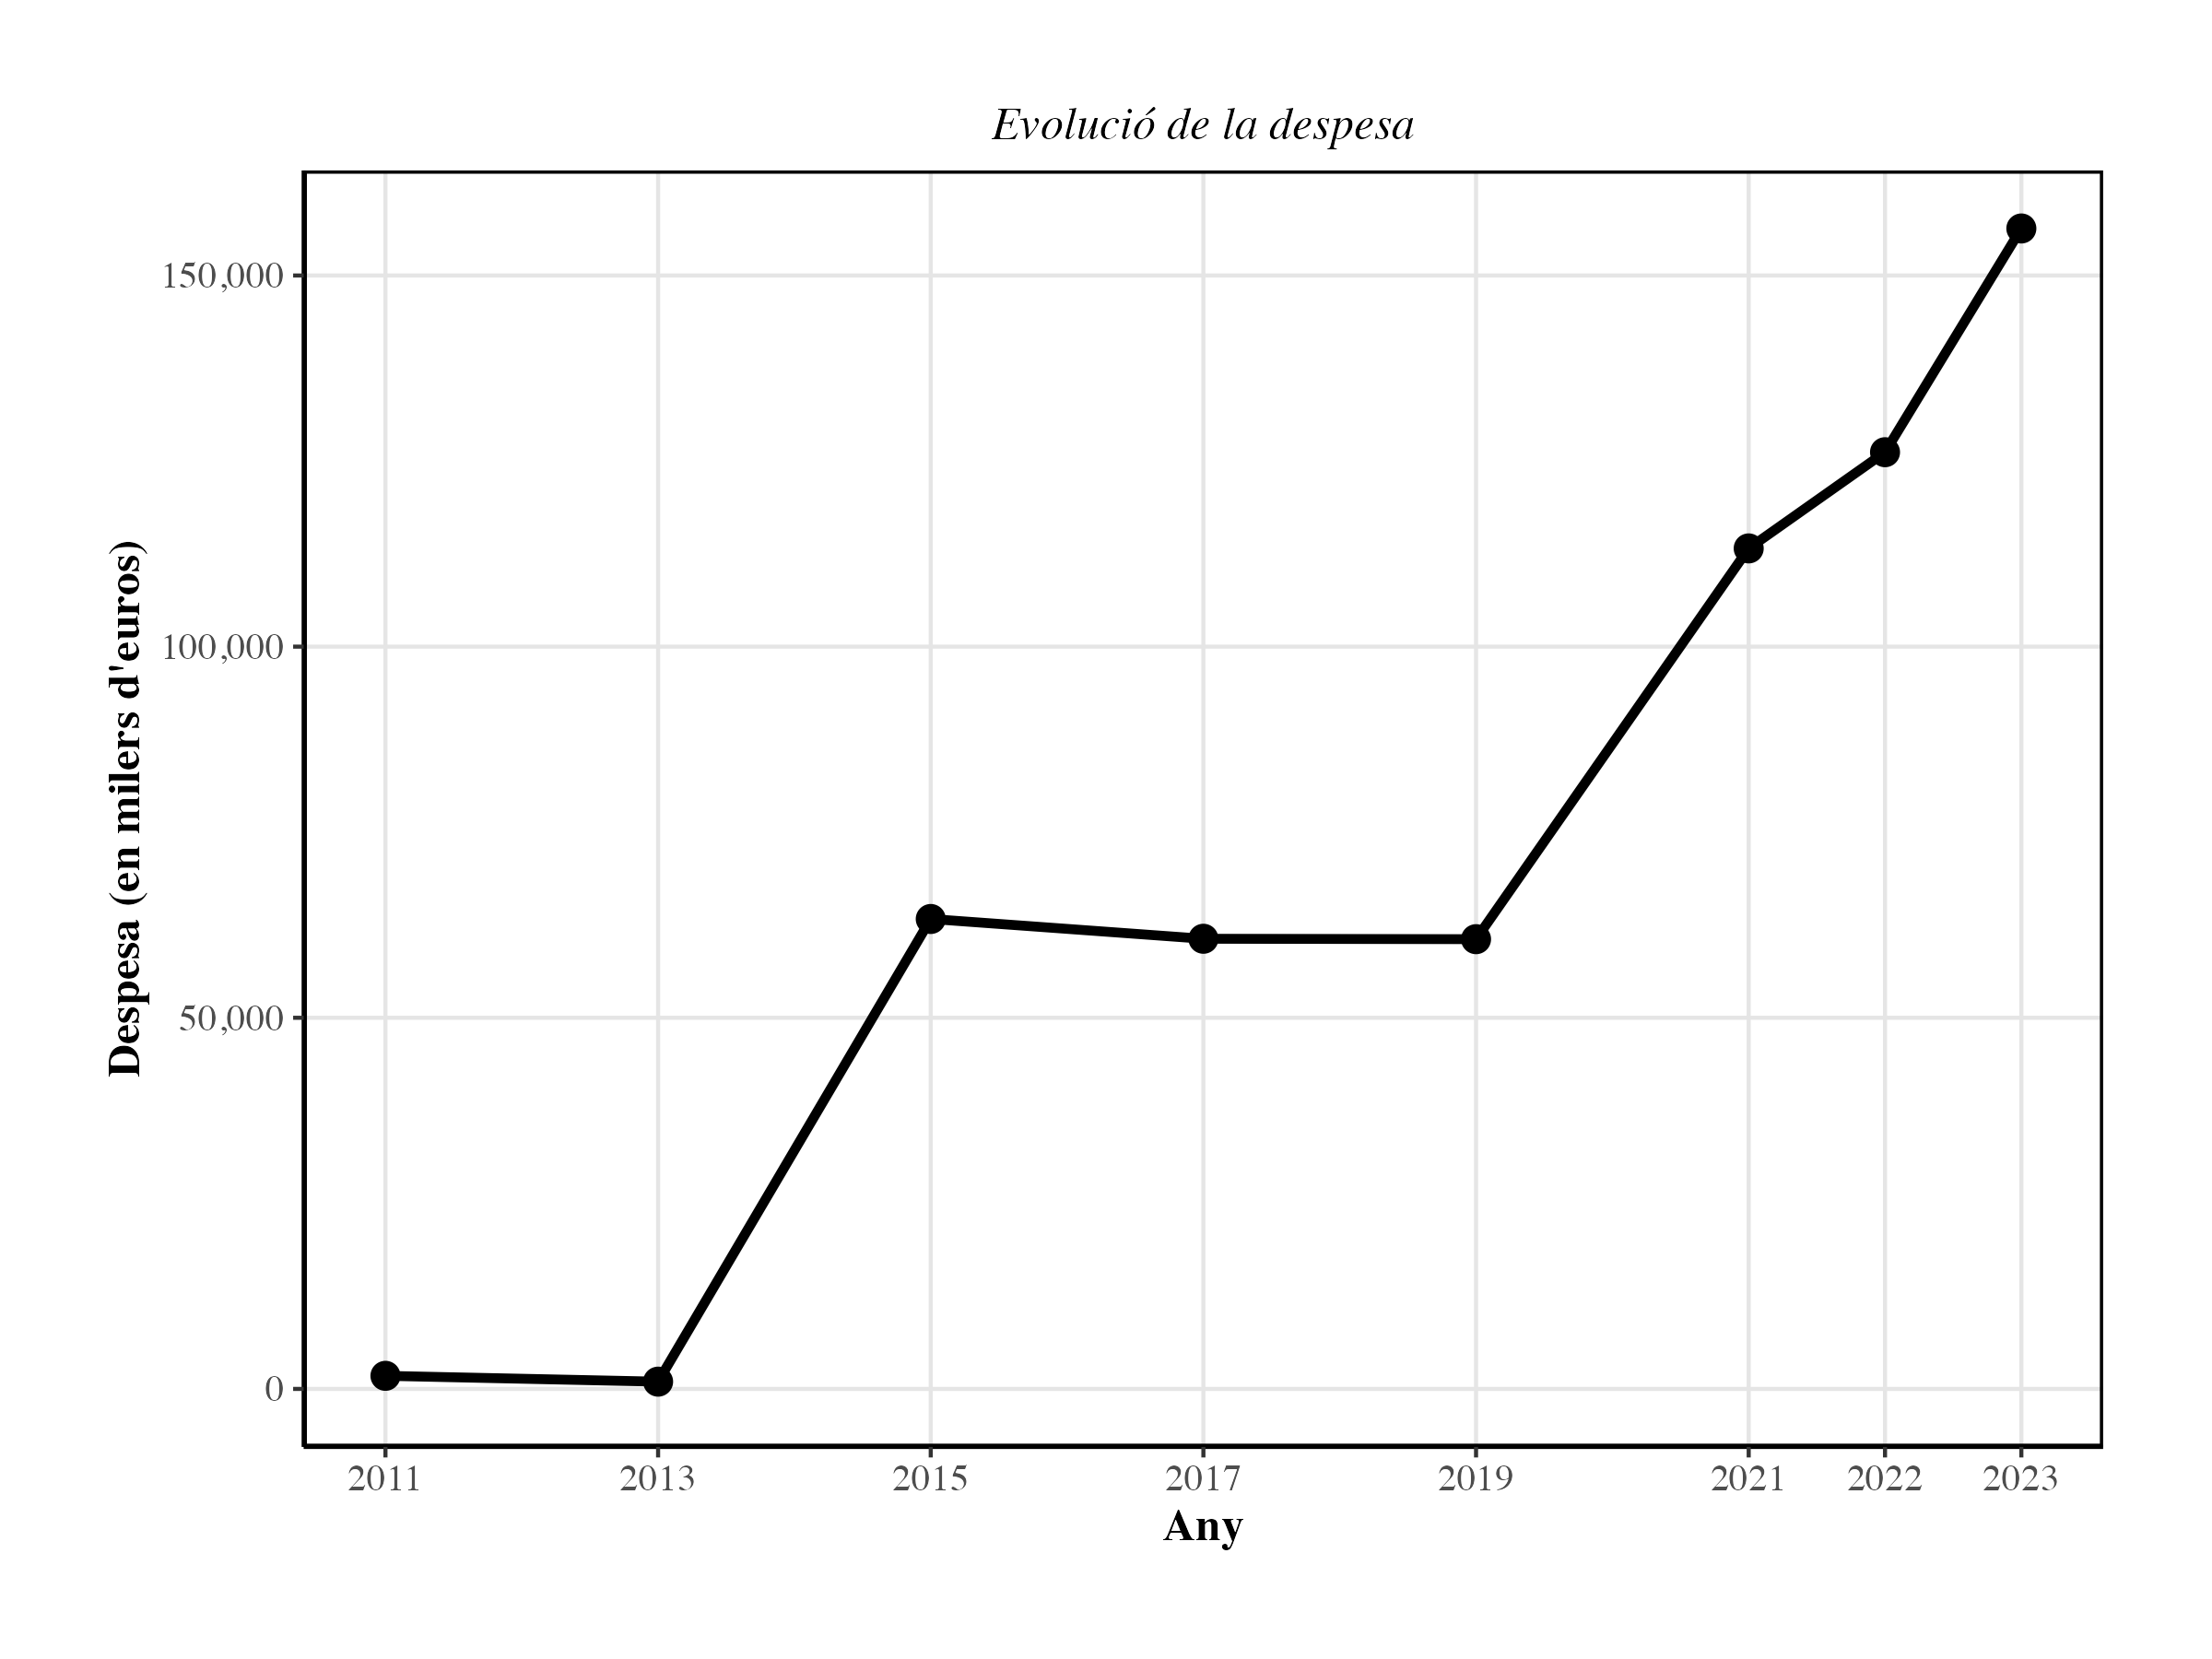 Evolució de la despesa
Despesa (en milers d'euros)
150,000
100,000
50,000
0
2011 2013 2015 2017 2019 2021 2022 2023
Any